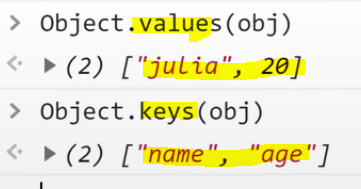 > Object.values(obj)
<· ▶ (2) ["julia", 20]
> Object.keys(obj)
<· ▶ (2) ["name", "age"]